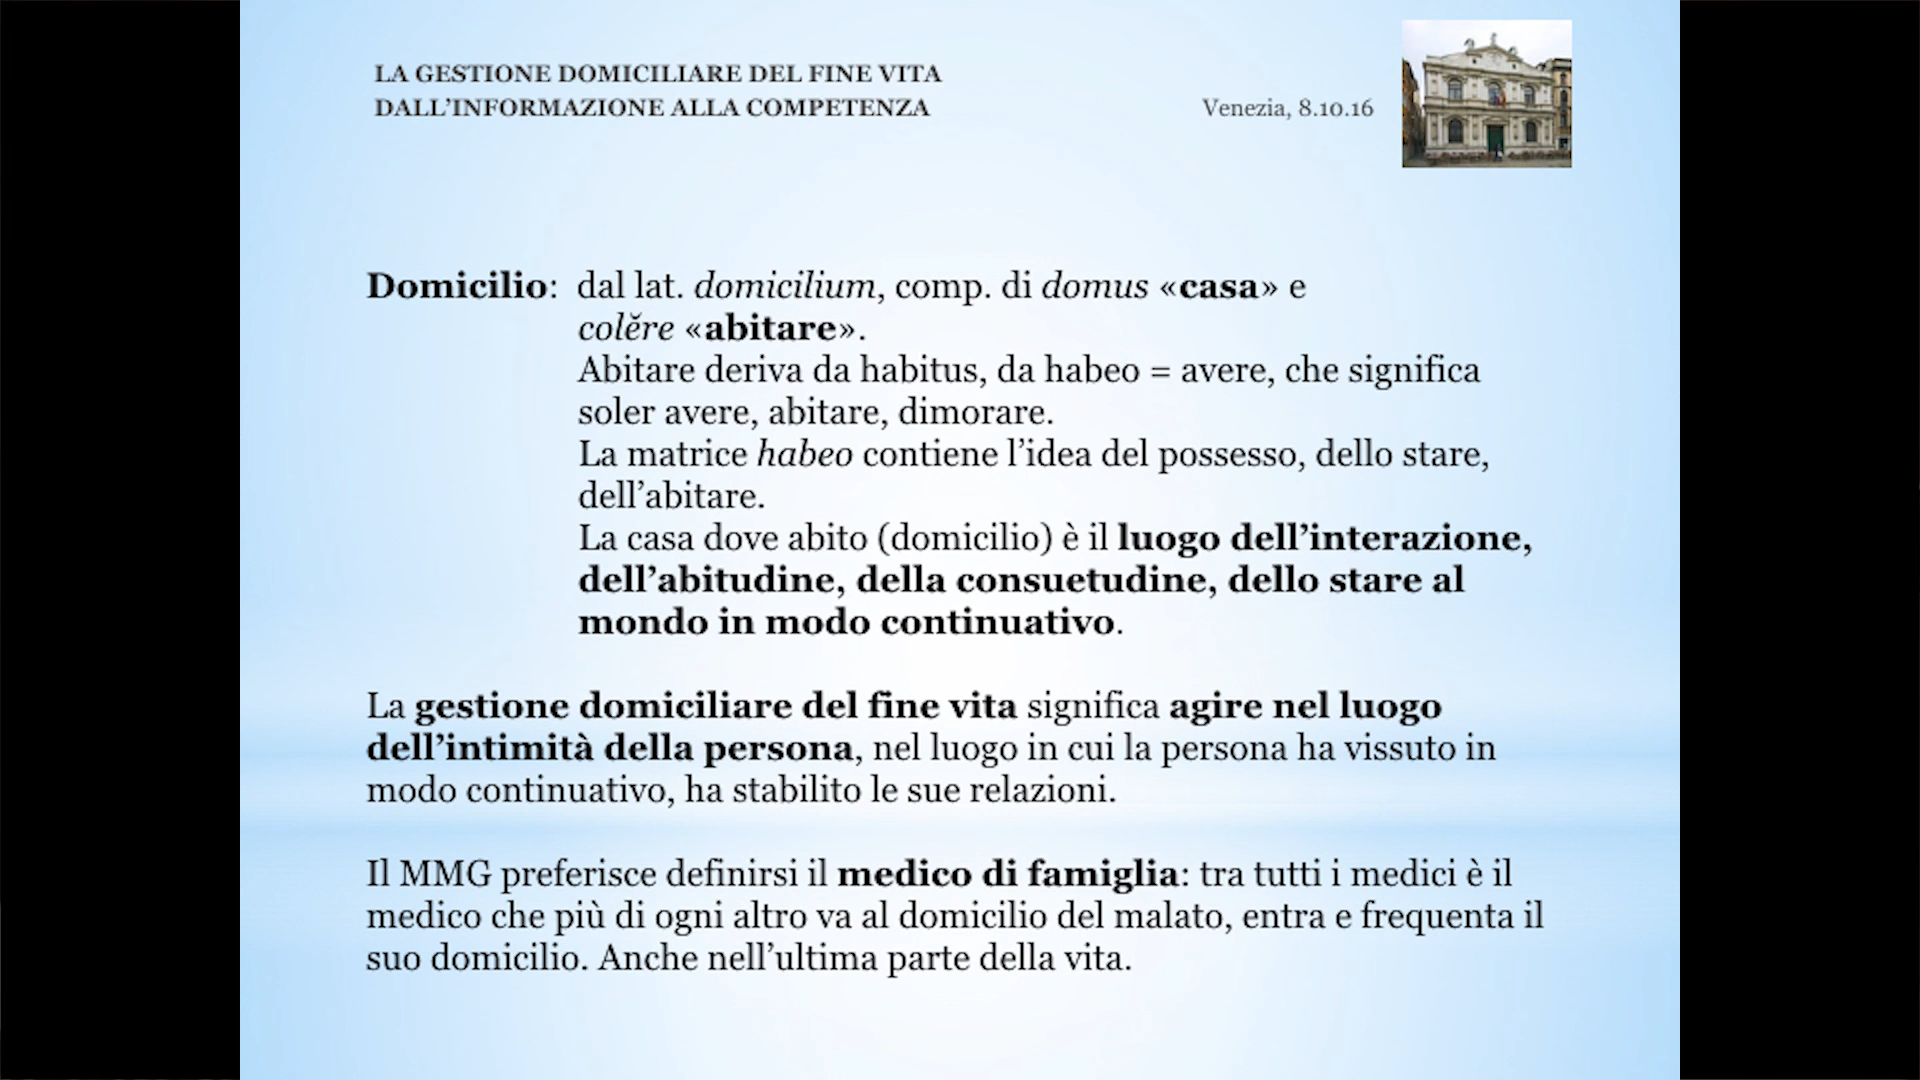 LA GESTIONE DOMICILIARE DEL FINE VITA
DALL’INFORMAZIONE ALLA COMPETENZA
Venezia, 8.10.16
Domicilio: dal lat. domicilium, comp. di domus «casa» e
colĕre «abitare».
Abitare deriva da habitus, da habeo = avere, che significa
soler avere, abitare, dimorare.
La matrice habeo contiene l’idea del possesso, dello stare,
dell’abitare.
La casa dove abito (domicilio) è il luogo dell’interazione,
dell’abitudine, della consuetudine, dello stare al
mondo in modo continuativo.
La gestione domiciliare del fine vita significa agire nel luogo
dell’intimità della persona, nel luogo in cui la persona ha vissuto in
modo continuativo, ha stabilito le sue relazioni.
Il MMG preferisce definirsi il medico di famiglia: tra tutti i medici è il
medico che più di ogni altro va al domicilio del malato, entra e frequenta il
suo domicilio. Anche nell’ultima parte della vita.